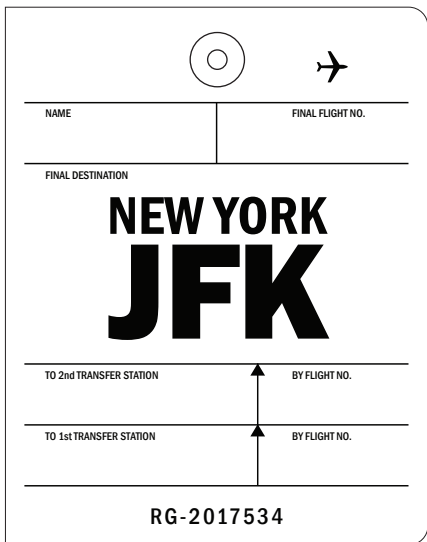 NAME
FINAL FLIGHT NO.
FINAL DESTINATION
NEW YORK
JFK
TO 2nd TRANSFER STATION
BY FLIGHT NO.
TO 1st TRANSFER STATION
BY FLIGHT NO.
RG-2017534